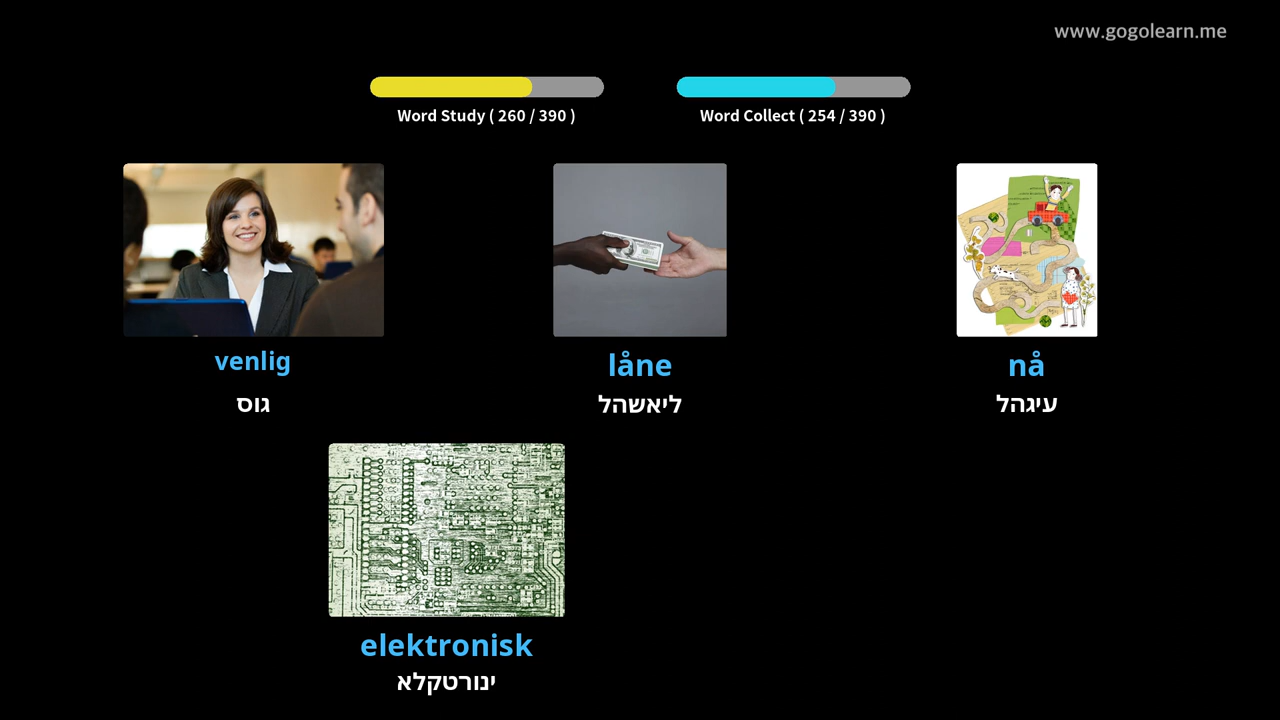 www.gogolearn.me
Word Study ( 260 / 390 )
Word Collect ( 254 / 390 )
venlig
גוס
låne
ליאשהל
nå
עיגהל
elektronisk
ינורטקלא